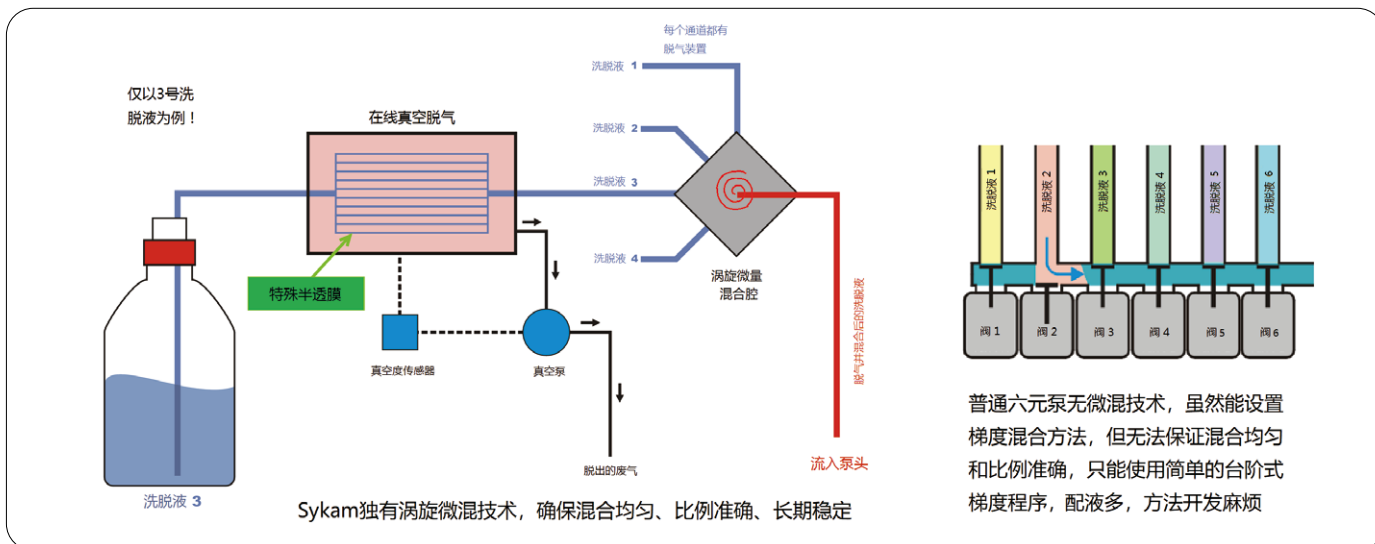 每个通道都有
脱气装置
洗脱液 1
仅以3号洗
脱液为例！
在线真空脱气
洗脱液 2
洗脱液 3
洗脱液 4
特殊半透膜
涡旋微量
混合腔
脱气并混合后的洗脱液
真空度传感器
真空泵
脱出的废气
流入泵头
洗脱液 3
Sykam独有涡旋微混技术，确保混合均匀、比例准确、长期稳定
洗脱液 1
洗脱液 2
洗脱液 3
洗脱液 4
洗脱液 5
洗脱液 6
阀 1
阀 2
阀 3
阀 4
阀 5
阀 6
普通六元泵无微混技术，虽然能设置
梯度混合方法，但无法保证混合均匀
和比例准确，只能使用简单的台阶式
梯度程序，配液多，方法开发麻烦